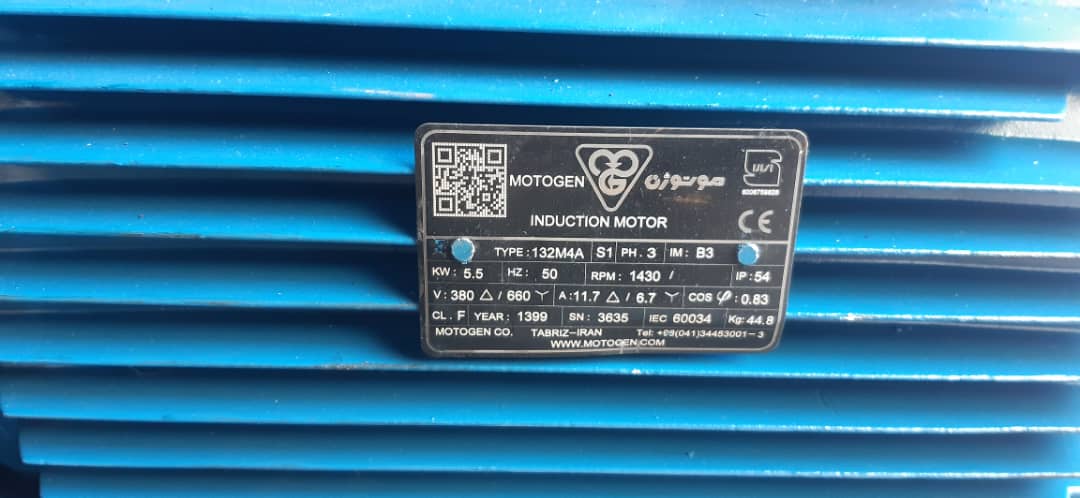 MOTOGEN موتوژن
INDUCTION MOTOR
CE
TYPE : 132M4A S1 PH . 3 IM : B3
KW : 5.5 HZ : 50 RPM : 1430 / IP : 54
V : 380 △ / 660 Y A : 11.7 △ / 6.7 Y COS φ : 0.83
CL . F YEAR : 1399 SN : 3635 IEC 60034 Kg: 44.8
MOTOGEN CO. TABRIZ-IRAN Tel: +98(041)34453001-3
WWW.MOTOGEN.COM